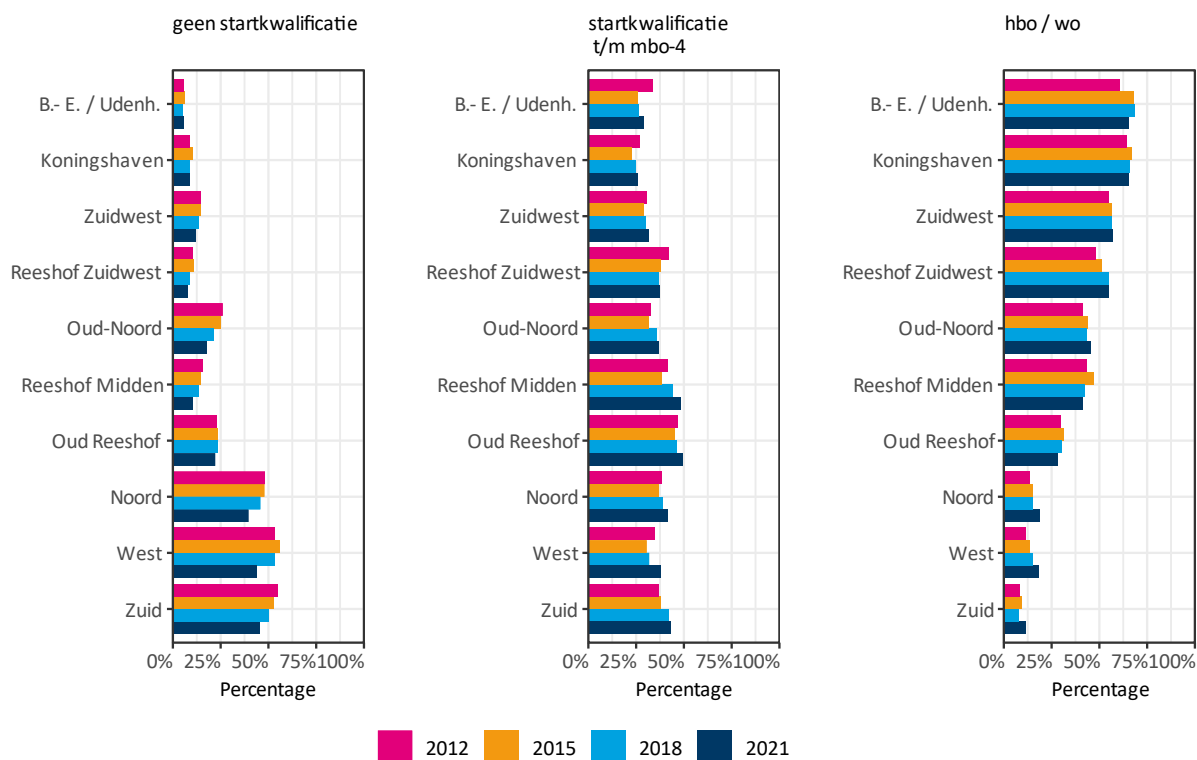 geen startkwalificatie
startkwalificatie
t/m mbo-4
hbo / wo
B.- E. / Udenh.
Koningshaven
Zuidwest
Reeshof Zuidwest
Oud-Noord
Reeshof Midden
Oud Reeshof
Noord
West
Zuid
0% 25% 50% 75% 100%
Percentage
B.- E. / Udenh.
Koningshaven
Zuidwest
Reeshof Zuidwest
Oud-Noord
Reeshof Midden
Oud Reeshof
Noord
West
Zuid
0% 25% 50% 75% 100%
Percentage
B.- E. / Udenh.
Koningshaven
Zuidwest
Reeshof Zuidwest
Oud-Noord
Reeshof Midden
Oud Reeshof
Noord
West
Zuid
0% 25% 50% 75% 100%
Percentage
2012 2015 2018 2021